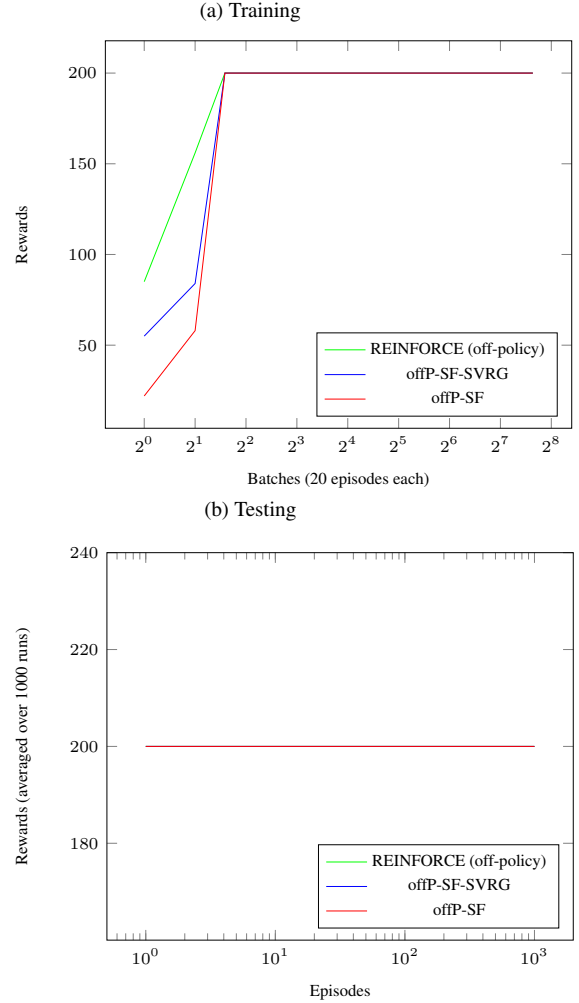 (a) Training
200
150
100
50
Rewards
REINFORCE (off-policy)
offP-SF-SVRG
offP-SF
2^0 2^1 2^2 2^3 2^4 2^5 2^6 2^7 2^8
Batches (20 episodes each)
(b) Testing
240
220
200
180
Rewards (averaged over 1000 runs)
REINFORCE (off-policy)
offP-SF-SVRG
offP-SF
10^0 10^1 10^2 10^3
Episodes